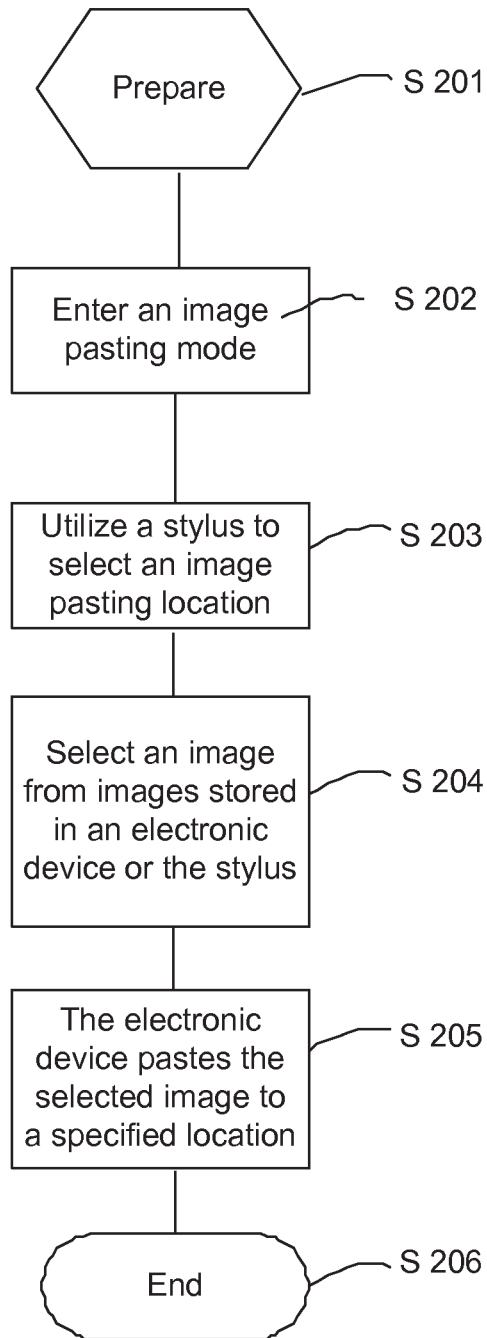 Prepare
S 201
Enter an image
pasting mode
S 202
Utilize a stylus to
select an image
pasting location
S 203
Select an image
from images stored
in an electronic
device or the stylus
S 204
The electronic
device pastes the
selected image to
a specified location
S 205
End
S 206